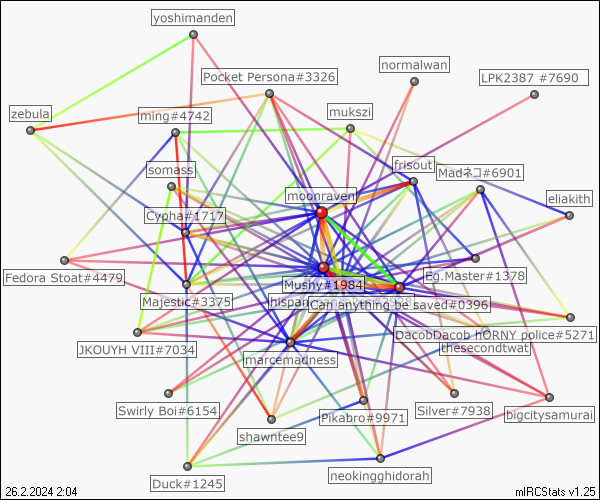 yoshimanden
normalwan
Pocket Persona#3326
LPK2387 #7690
zebula
ming#4742
mukszi
frisout
somass
Madネコ#6901
moonraven
eliakith
Cypha#1717
Fedora Stoat#4479
Eg.Master#1378
Mushy#1984
Majestic#3375
hispan
Can anything be saved#0396
DacobDacob hORNY police#5271
JKOUYH VIII#7034
thesecondtwat
marcemadness
Swirly Boi#6154
Pikabro#9971
Silver#7938
bigcitysamurai
shawntee9
neokingghidorah
Duck#1245
26.2.2024 2:04
mIRCStats v1.25